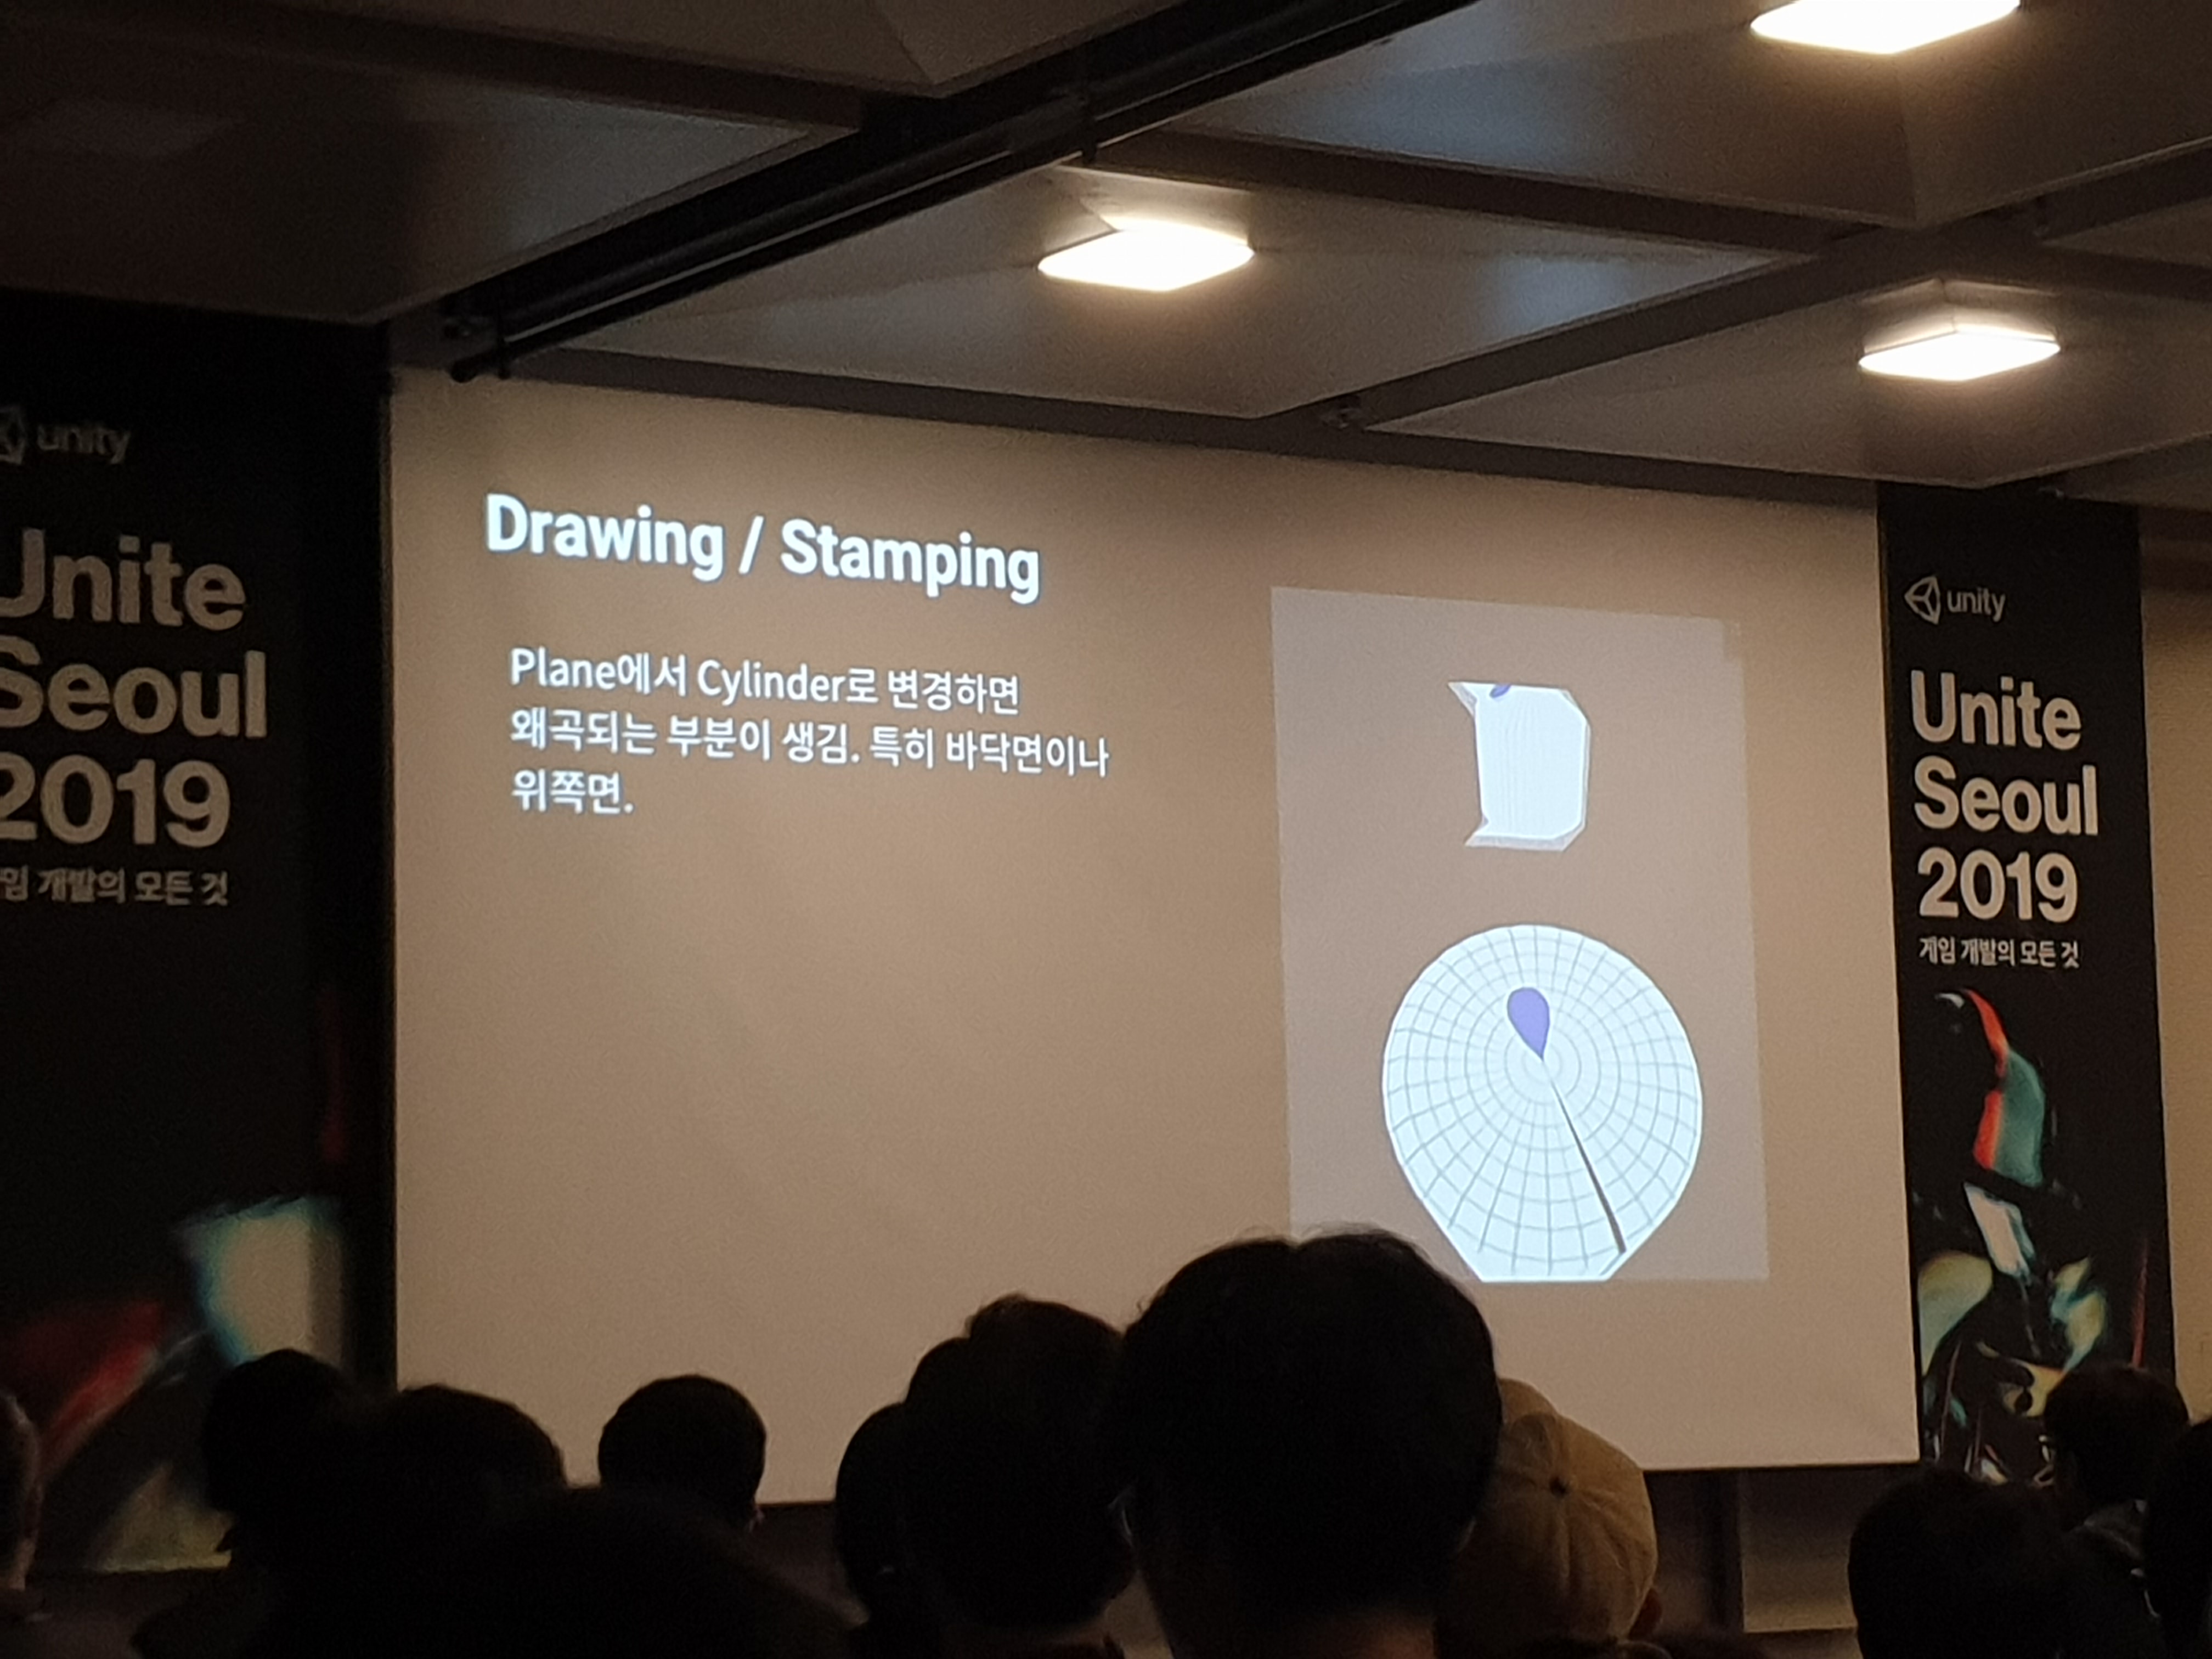 unity
Unite
Seoul
2019
게임 개발의 모든 것
Drawing / Stamping
Plane에서 Cylinder로 변경하면
왜곡되는 부분이 생김. 특히 바닥면이나
위쪽면.
unity
Unite
Seoul
2019
게임 개발의 모든 것